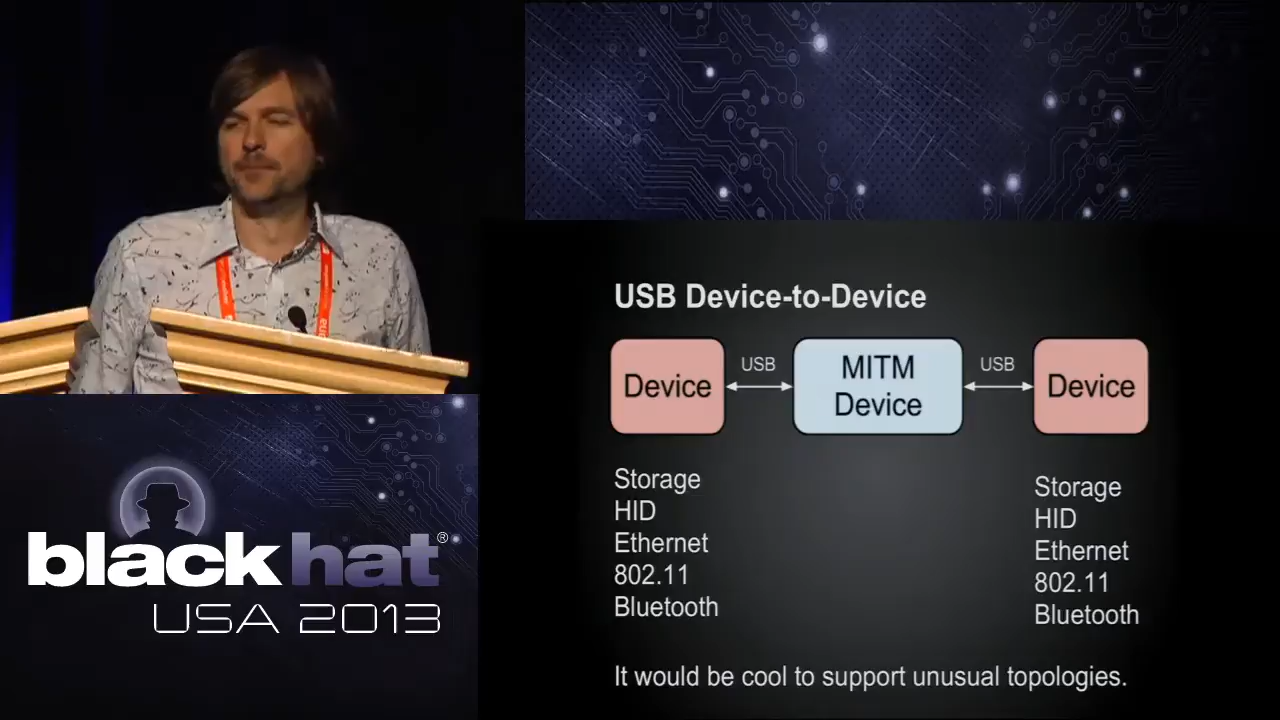 USB Device-to-Device
Device
USB
MITM
Device
USB
Device
Storage
HID
Ethernet
802.11
Bluetooth
Storage
HID
Ethernet
802.11
Bluetooth
It would be cool to support unusual topologies.
black hat®
USA 2013